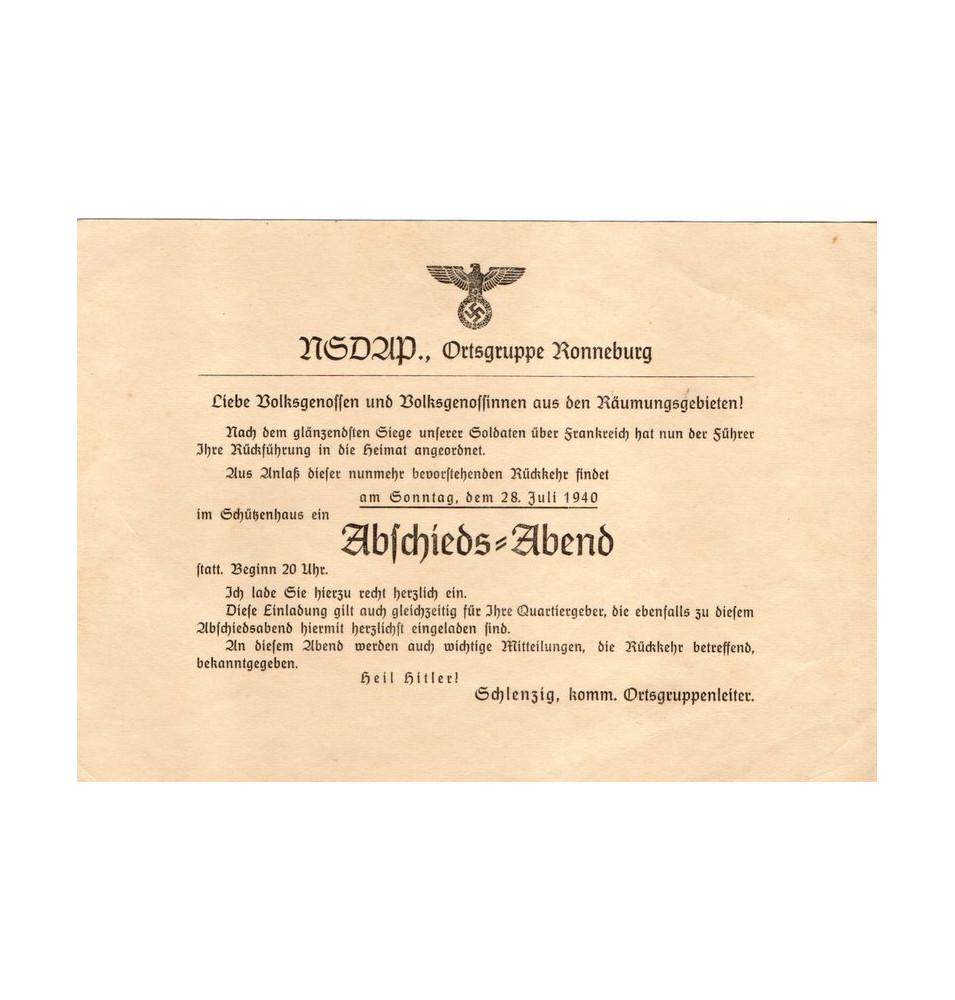 NSDAP., Ortsgruppe Ronneburg
Liebe Volksgenossen und Volksgenossinnen aus den Räumungsgebieten!
Nach dem glänzendsten Siege unserer Soldaten über Frankreich hat nun der Führer
Ihre Rückführung in die Heimat angeordnet.
Aus Anlaß dieser nunmehr bevorstehenden Rückkehr findet
am Sonntag, dem 28. Juli 1940
im Schützenhaus ein
Abschieds-Abend
statt. Beginn 20 Uhr.
Ich lade Sie hierzu recht herzlich ein.
Diese Einladung gilt auch gleichzeitig für Ihre Quartiergeber, die ebenfalls zu diesem
Abschiedsabend hiermit herzlichst eingeladen sind.
An diesem Abend werden auch wichtige Mitteilungen, die Rückkehr betreffend,
bekanntgegeben.
Heil Hitler!
Schlenzig, komm. Ortsgruppenleiter.